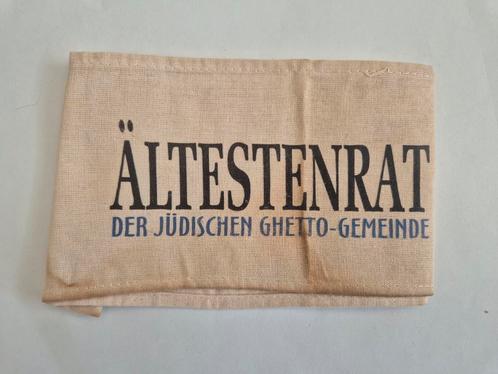 ÄLTESTENRAT
DER JÜDISCHEN GHETTO-GEMEINDE